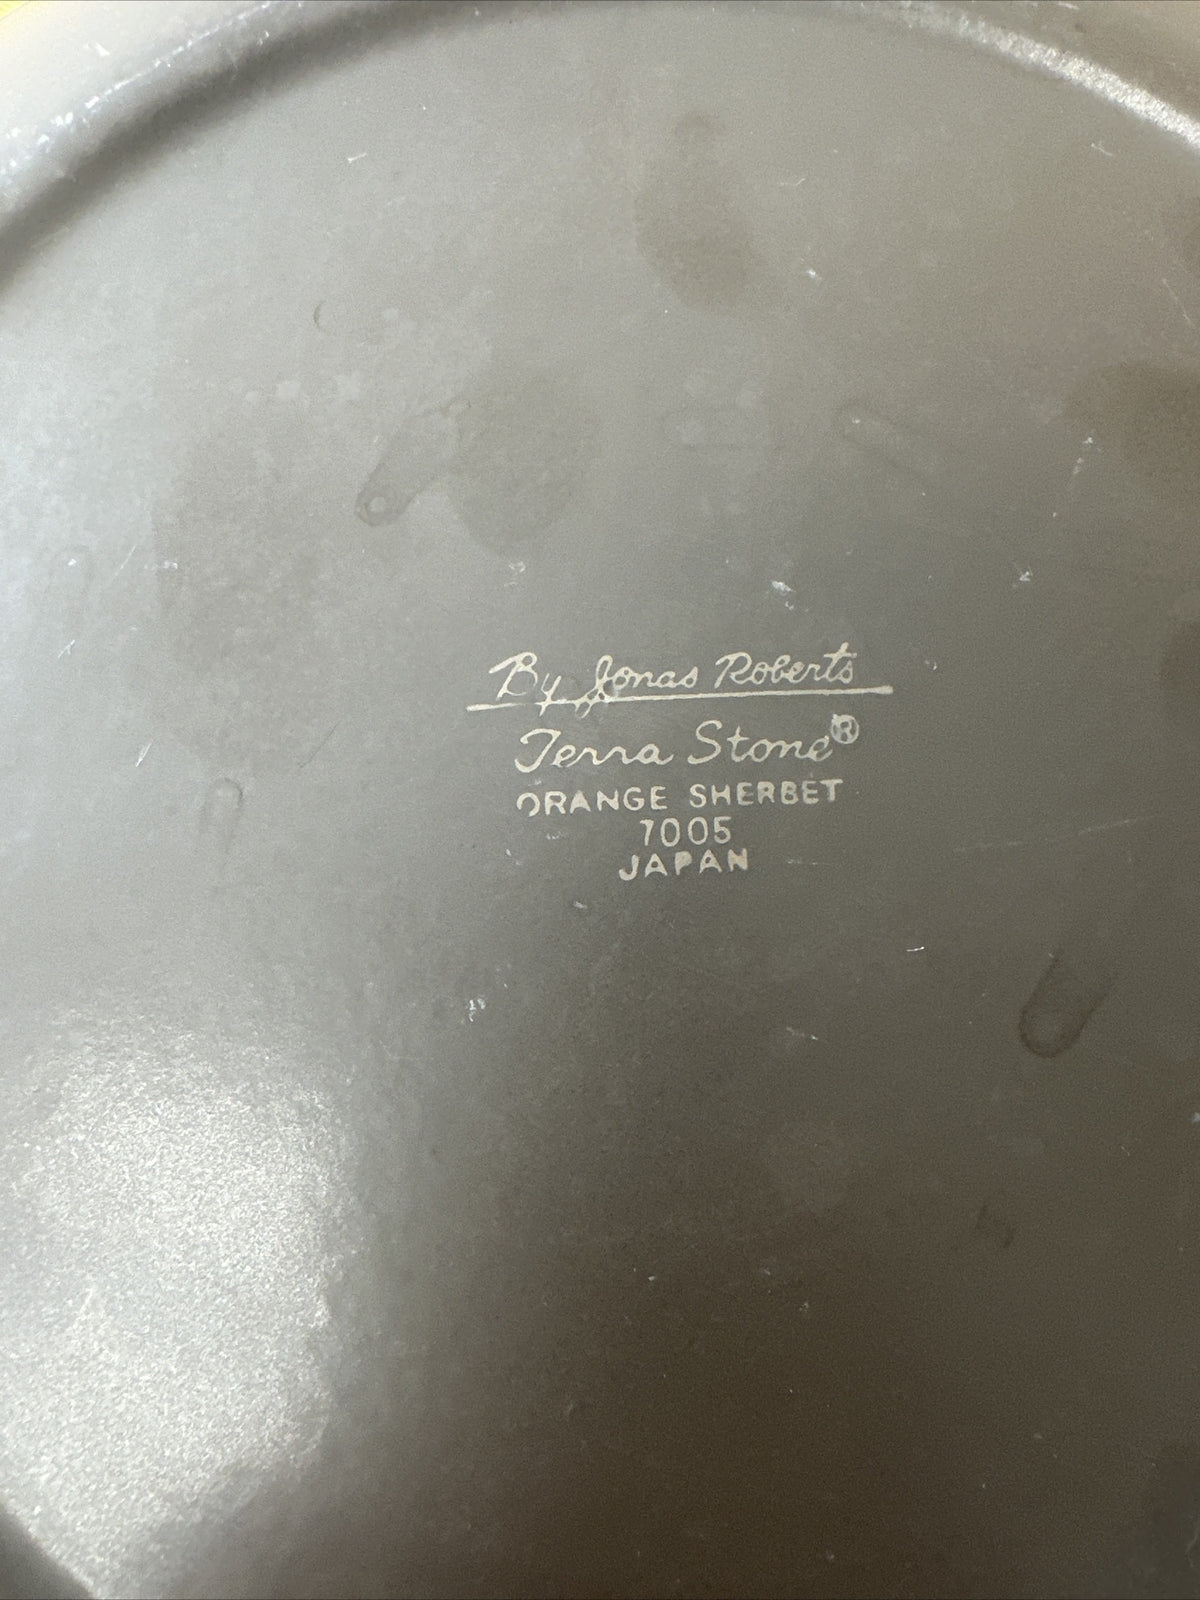 By Jonas Roberts
Terra Stone®
ORANGE SHERBET
7005
JAPAN